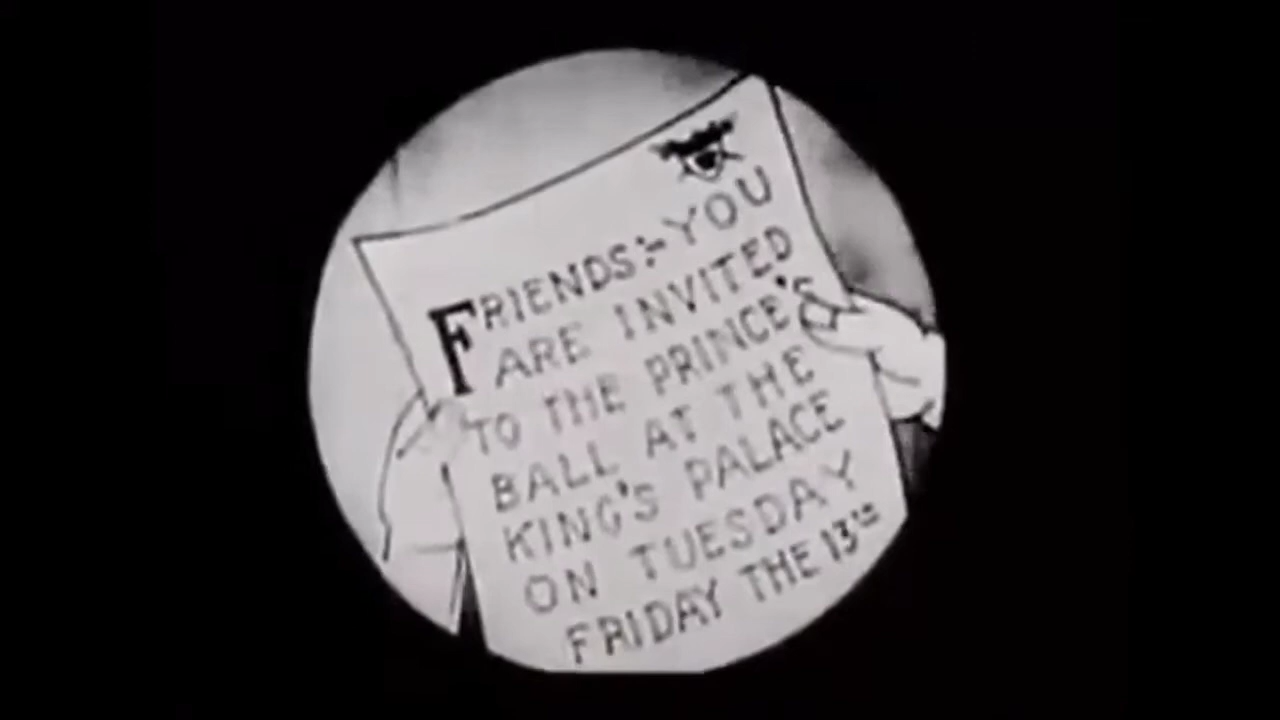 FRIENDS:- YOU
ARE INVITED
TO THE PRINCE'S
BALL AT THE
KING'S PALACE
ON TUESDAY
FRIDAY THE 13TH